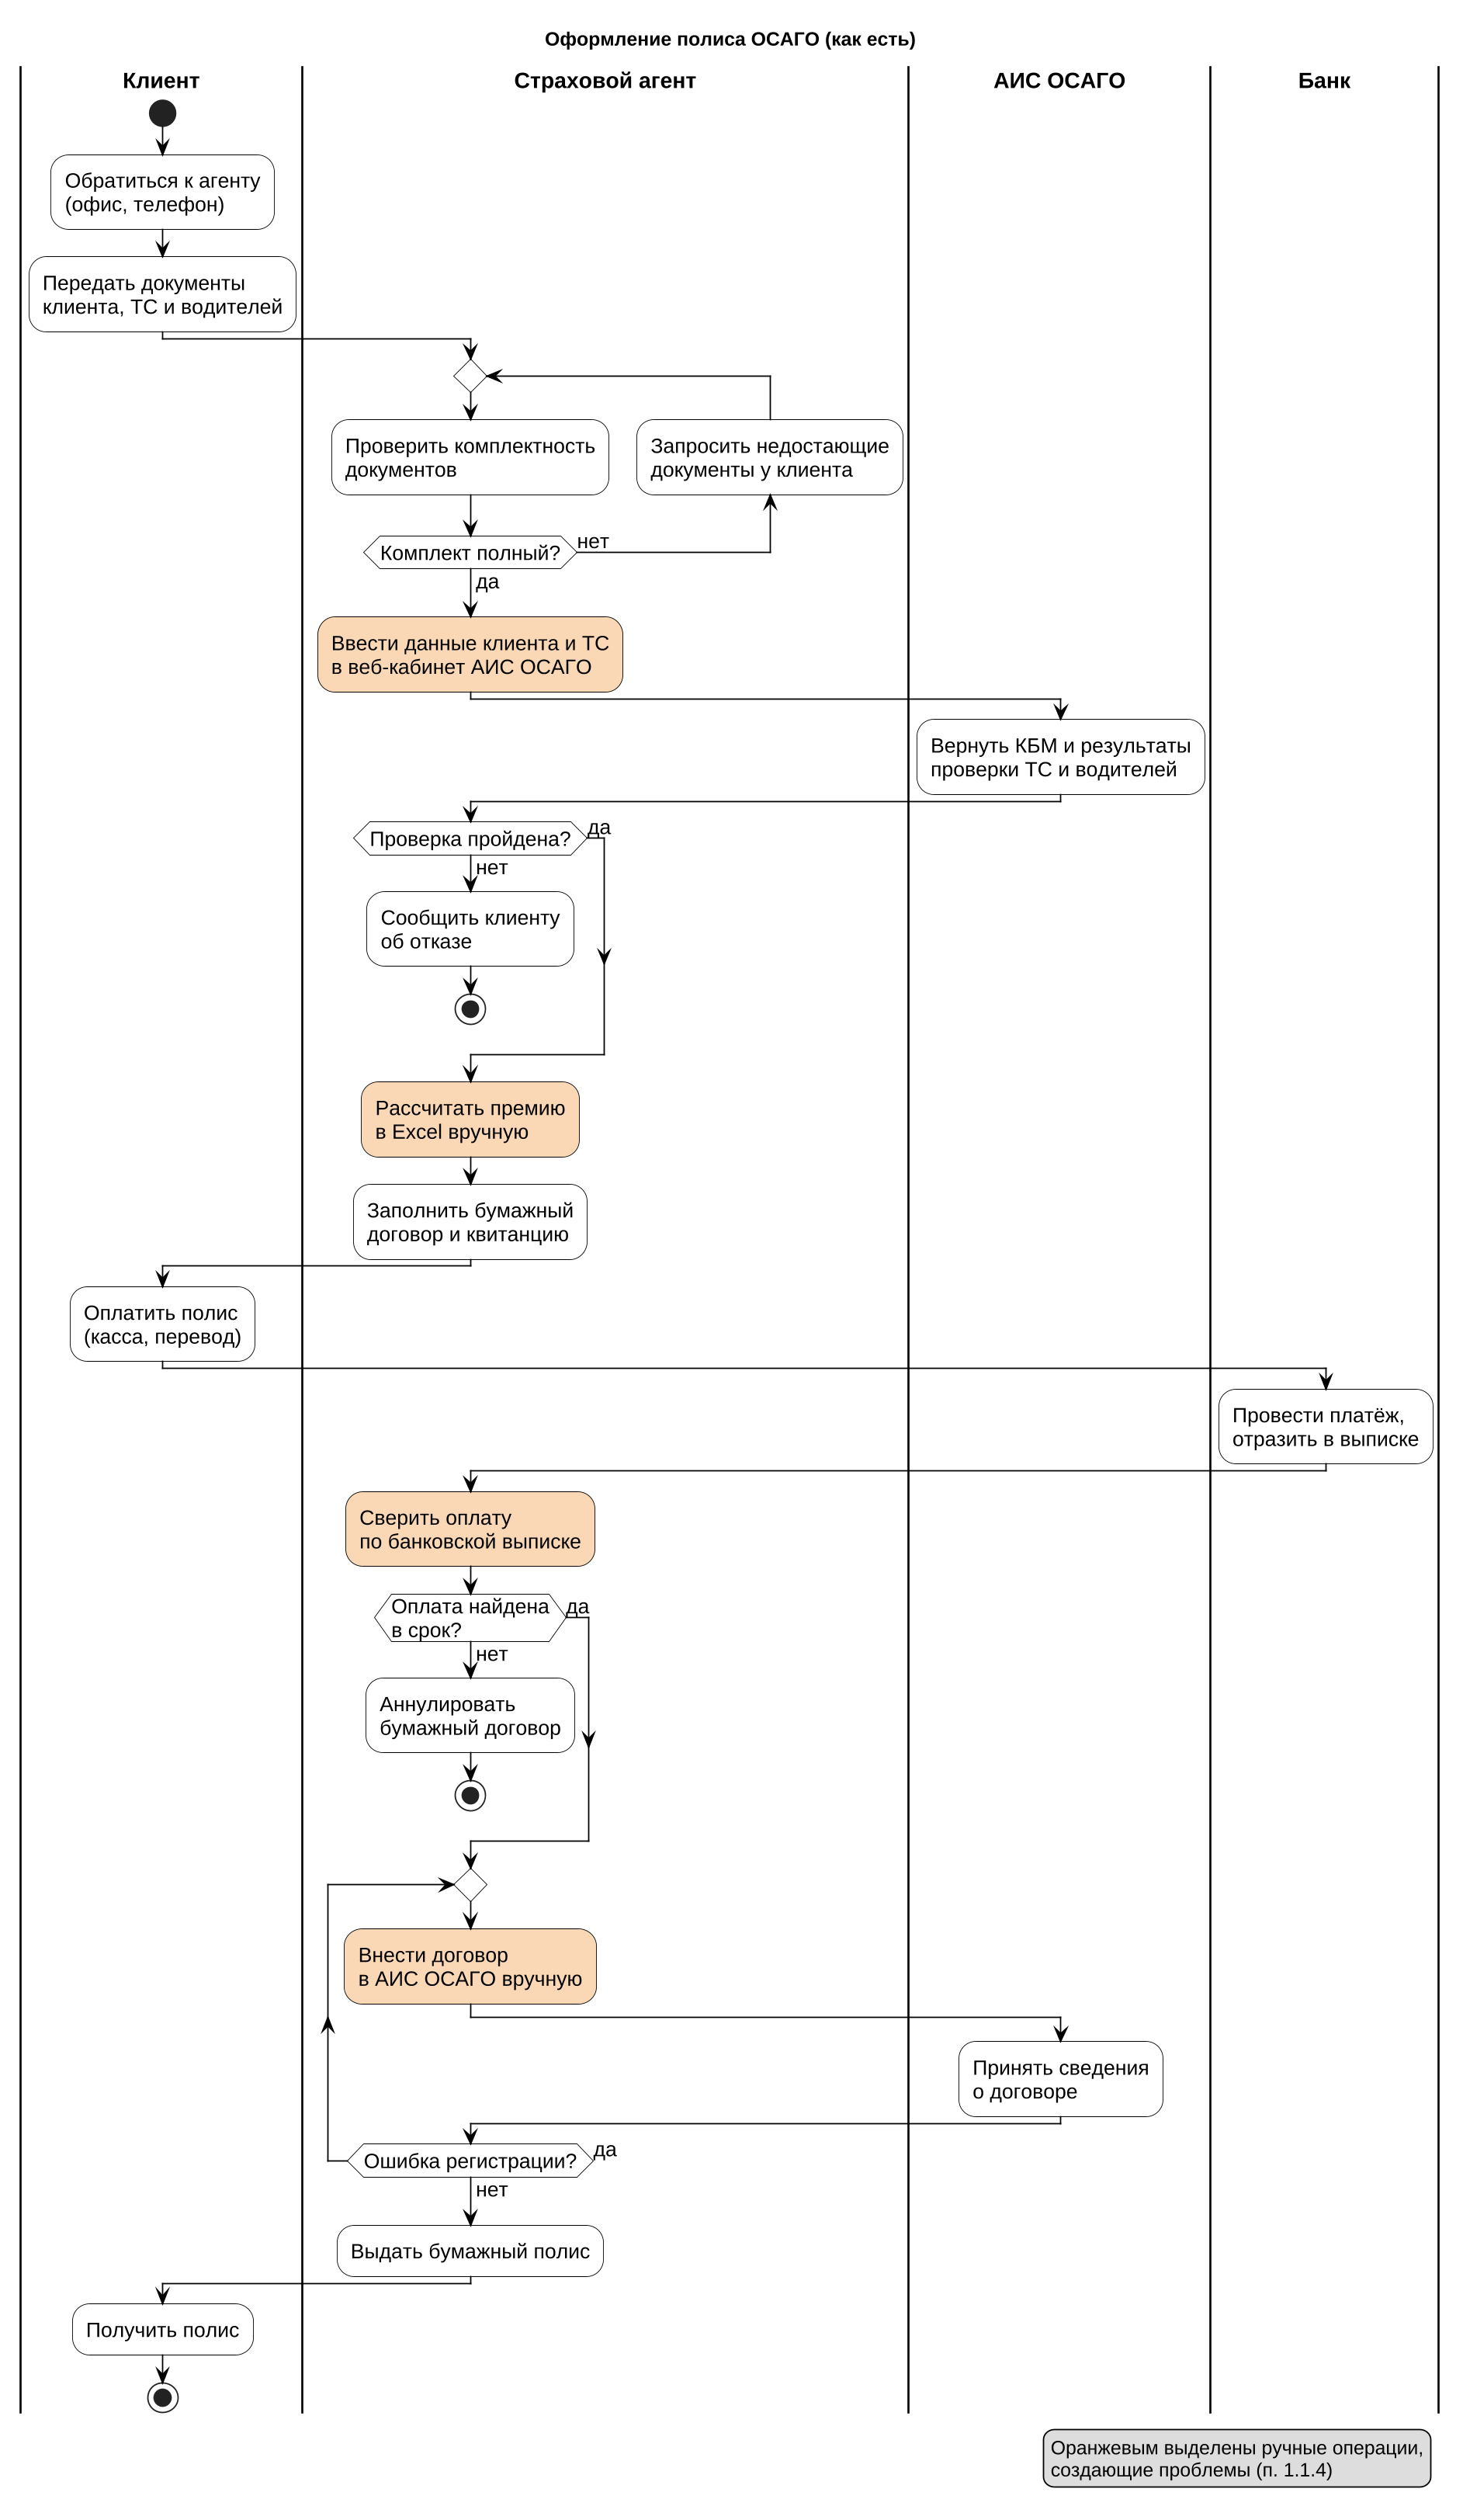 Оформление полиса ОСАГО (как есть)
Клиент
Страховой агент
АИС ОСАГО
Банк
Обратиться к агенту
(офис, телефон)
Передать документы
клиента, ТС и водителей
Проверить комплектность
документов
Запросить недостающие
документы у клиента
Комплект полный?
нет
да
Ввести данные клиента и ТС
в веб-кабинет АИС ОСАГО
Вернуть КБМ и результаты
проверки ТС и водителей
Проверка пройдена?
да
нет
Сообщить клиенту
об отказе
Рассчитать премию
в Excel вручную
Заполнить бумажный
договор и квитанцию
Оплатить полис
(касса, перевод)
Провести платёж,
отразить в выписке
Сверить оплату
по банковской выписке
Оплата найдена
в срок?
да
нет
Аннулировать
бумажный договор
Внести договор
в АИС ОСАГО вручную
Принять сведения
о договоре
Ошибка регистрации?
да
нет
Выдать бумажный полис
Получить полис
Оранжевым выделены ручные операции,
создающие проблемы (п. 1.1.4)